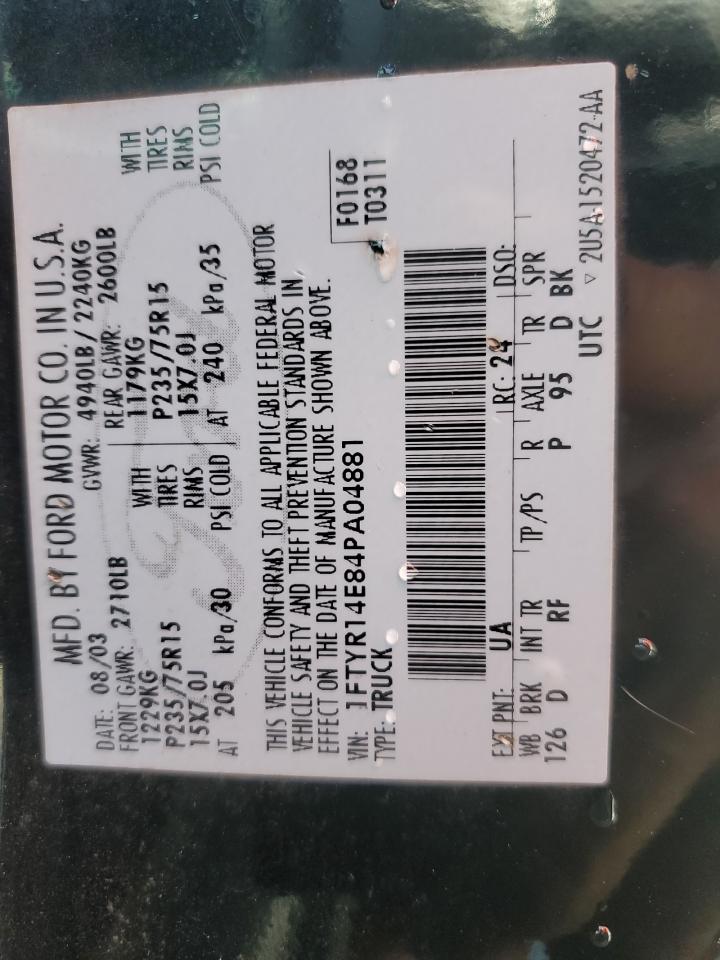 MFD. BY FORD MOTOR CO. IN U.S.A.
DATE: 08/03 GVWR: 4940LB/ 2240KG
FRONT GAWR: 2710LB REAR GAWR: 2600LB
1229KG WITH 1179KG WITH
P235/75R15 TIRES P235/75R15 TIRES
15X7.0J RIMS 15X7.0J RIMS
AT 205 kPa/30 PSI COLD AT 240 kPa/35 PSI COLD
THIS VEHICLE CONFORMS TO ALL APPLICABLE FEDERAL MOTOR
VEHICLE SAFETY AND THEFT PREVENTION STANDARDS IN
EFFECT ON THE DATE OF MANUFACTURE SHOWN ABOVE.
VIN: 1FTYR14E84PA04881 F0168
TYPE: TRUCK T0311
EXT PNT: UA RC: 24 DSO:
WB BRK INT TR TP/PS R AXLE TR SPR
126 D RF P 95 D BK
UTC ▽ 2U5A1520472-AA